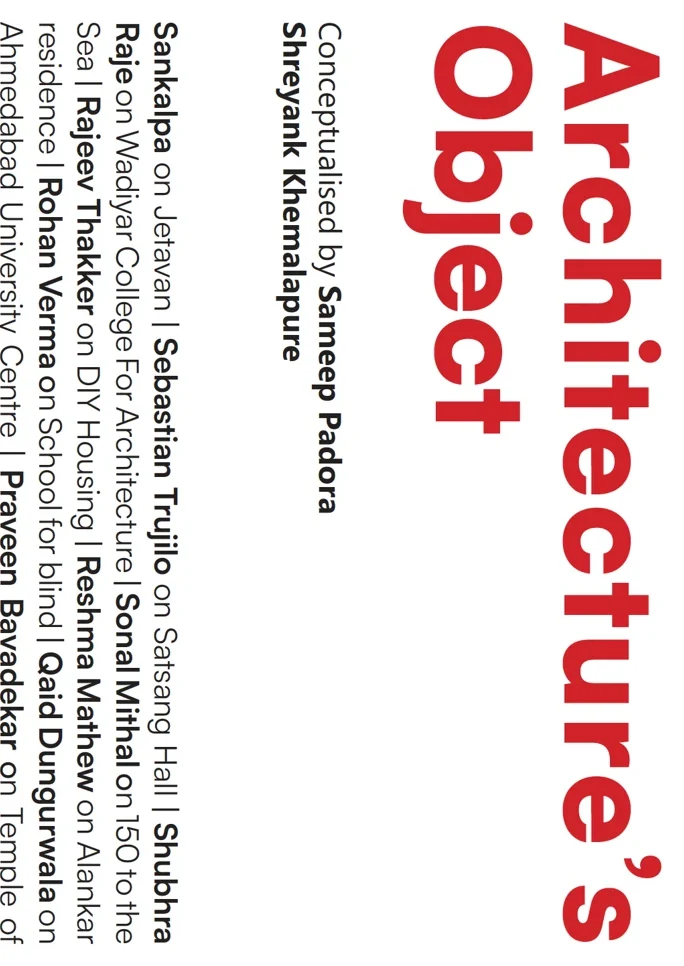 Architecture’s
Object
Conceptualised by Sameep Padora
Shreyank Khemalapure
Sankalpa on Jetavan | Sebastian Trujilo on Satsang Hall | Shubhra
Raje on Wadiyar College For Architecture | Sonal Mithal on 150 to the
Sea | Rajeev Thakker on DIY Housing | Reshma Mathew on Alankar
residence | Rohan Verma on School for blind | Qaid Dungurwala on
Ahmedabad University Centre | Praveen Bavadekar on Temple of